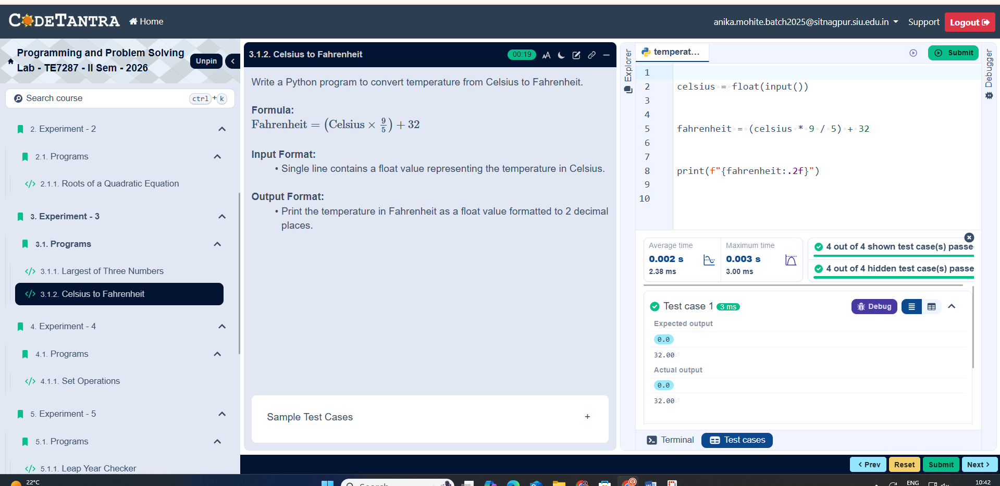 CODETANTRA
Home
anika.mohite.batch2025@sitnagpur.siu.edu.in
Support
Logout
Programming and Problem Solving
Lab - TE7287 - II Sem - 2026
Unpin
Search course
ctrl + k
2. Experiment - 2
2.1. Programs
</> 2.1.1. Roots of a Quadratic Equation
3. Experiment - 3
3.1. Programs
</> 3.1.1. Largest of Three Numbers
</> 3.1.2. Celsius to Fahrenheit
4. Experiment - 4
4.1. Programs
</> 4.1.1. Set Operations
5. Experiment - 5
5.1. Programs
</> 5.1.1. Leap Year Checker
3.1.2. Celsius to Fahrenheit
00:19
AA
Write a Python program to convert temperature from Celsius to Fahrenheit.
Formula:
Fahrenheit = (Celsius × 9/5) + 32
Input Format:
• Single line contains a float value representing the temperature in Celsius.
Output Format:
• Print the temperature in Fahrenheit as a float value formatted to 2 decimal
places.
Sample Test Cases
+
Explorer
temperat...
Submit
Debugger
1
2 celsius = float(input())
3
4
5 fahrenheit = (celsius * 9 / 5) + 32
6
7
8 print(f"{fahrenheit:.2f}")
9
10
Average time
0.002 s
2.38 ms
Maximum time
0.003 s
3.00 ms
4 out of 4 shown test case(s) passe
4 out of 4 hidden test case(s) passe
Test case 1 3 ms
Debug
Expected output
0.0
32.00
Actual output
0.0
32.00
Terminal
Test cases
< Prev
Reset
Submit
Next >
22°C
Search
ENG
10:42